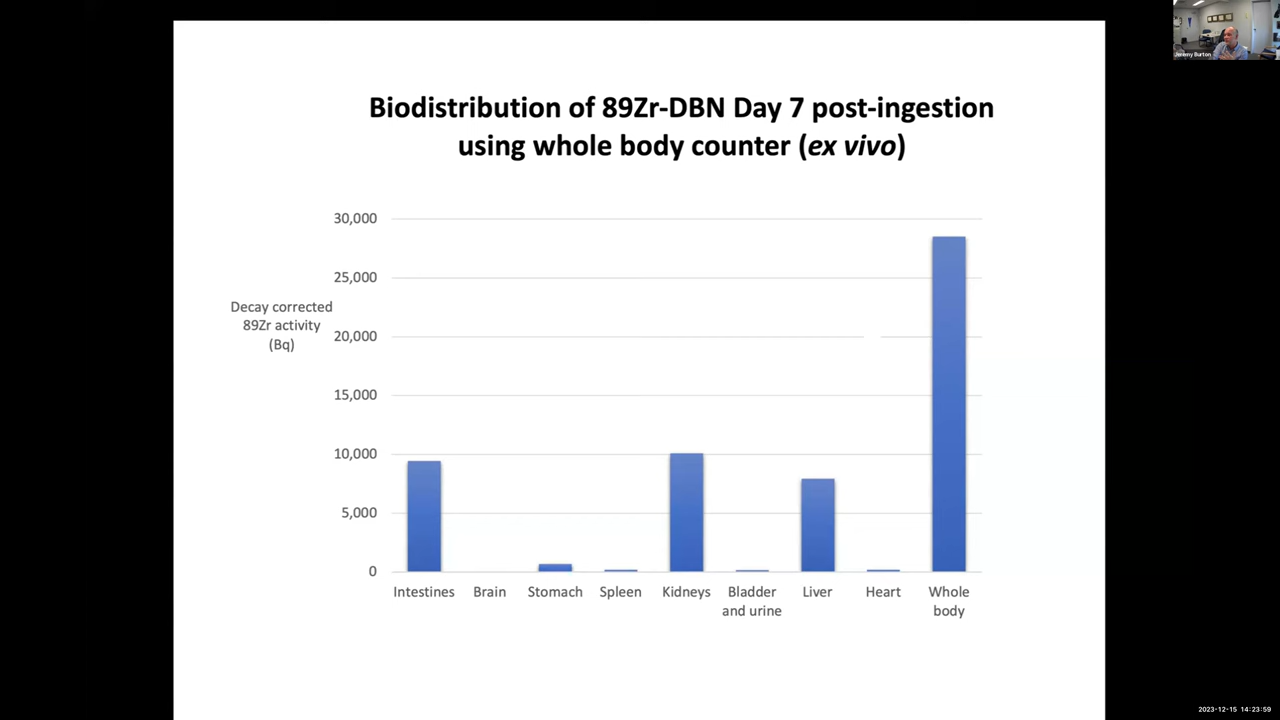 Biodistribution of 89Zr-DBN Day 7 post-ingestion
using whole body counter (ex vivo)
30,000
25,000
20,000
15,000
10,000
5,000
0
Decay corrected
89Zr activity
(Bq)
Intestines
Brain
Stomach
Spleen
Kidneys
Bladder
and urine
Liver
Heart
Whole
body
Jeremy Burton
2023-12-15 14:23:59